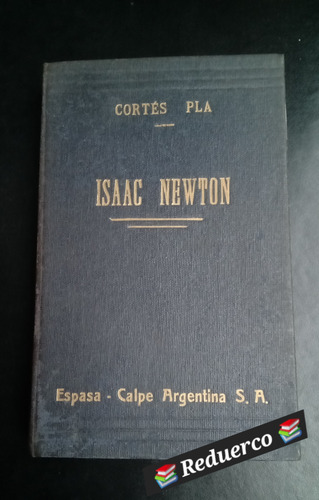 CORTÉS PLA
ISAAC NEWTON
Espasa - Calpe Argentina S. A.
Reduerco